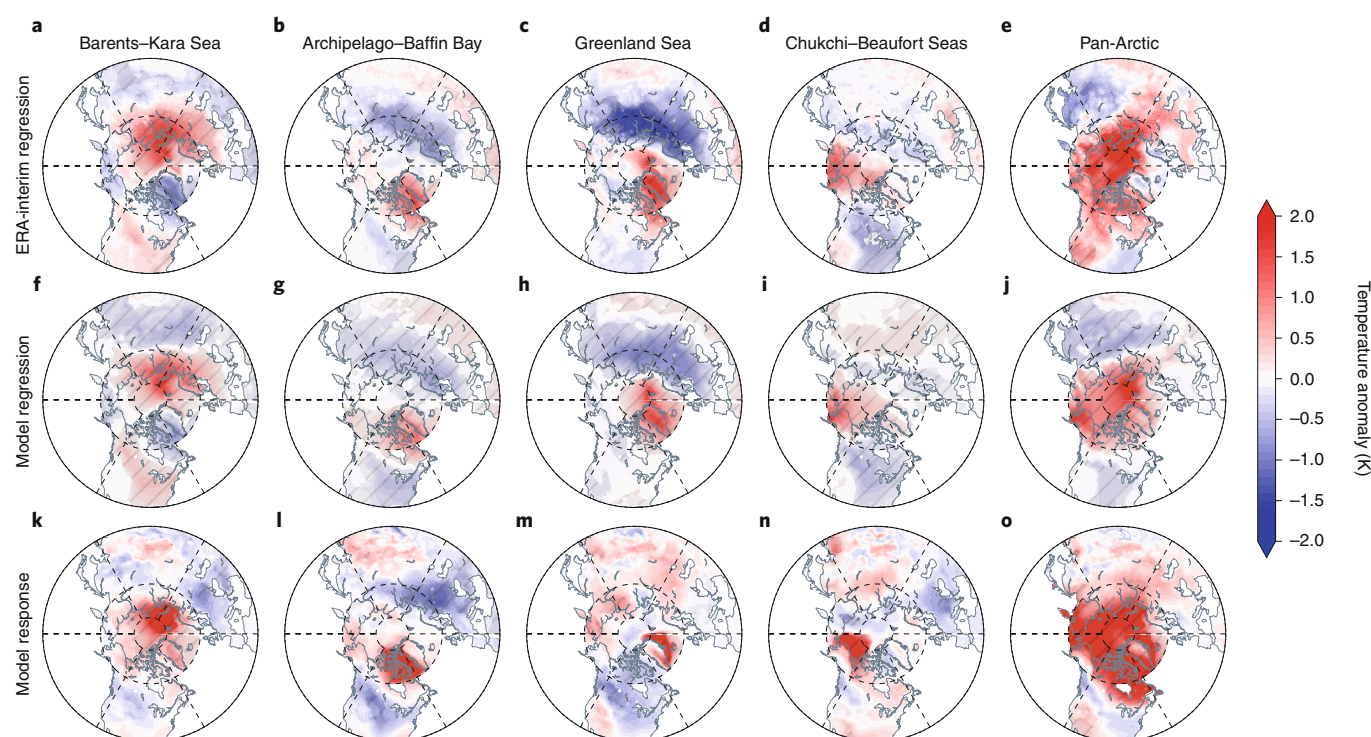 a b c d e
Barents–Kara Sea Archipelago–Baffin Bay Greenland Sea Chukchi–Beaufort Seas Pan-Arctic
ERA-interim regression
f g h i j
Model regression
k l m n o
Model response
2.0
1.5
1.0
0.5
0.0
−0.5
−1.0
−1.5
−2.0
Temperature anomaly (K)